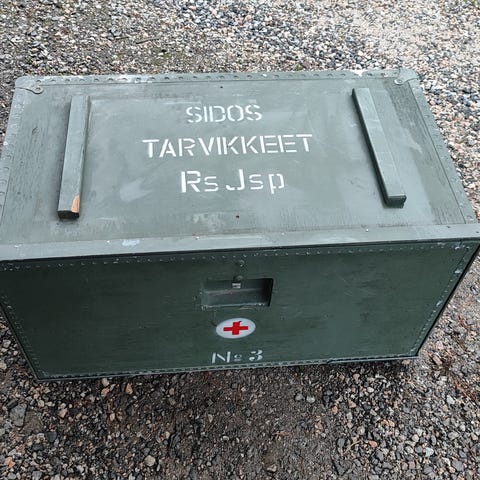 SIDOS
TARVIKKEET
Rs Jsp
No 3